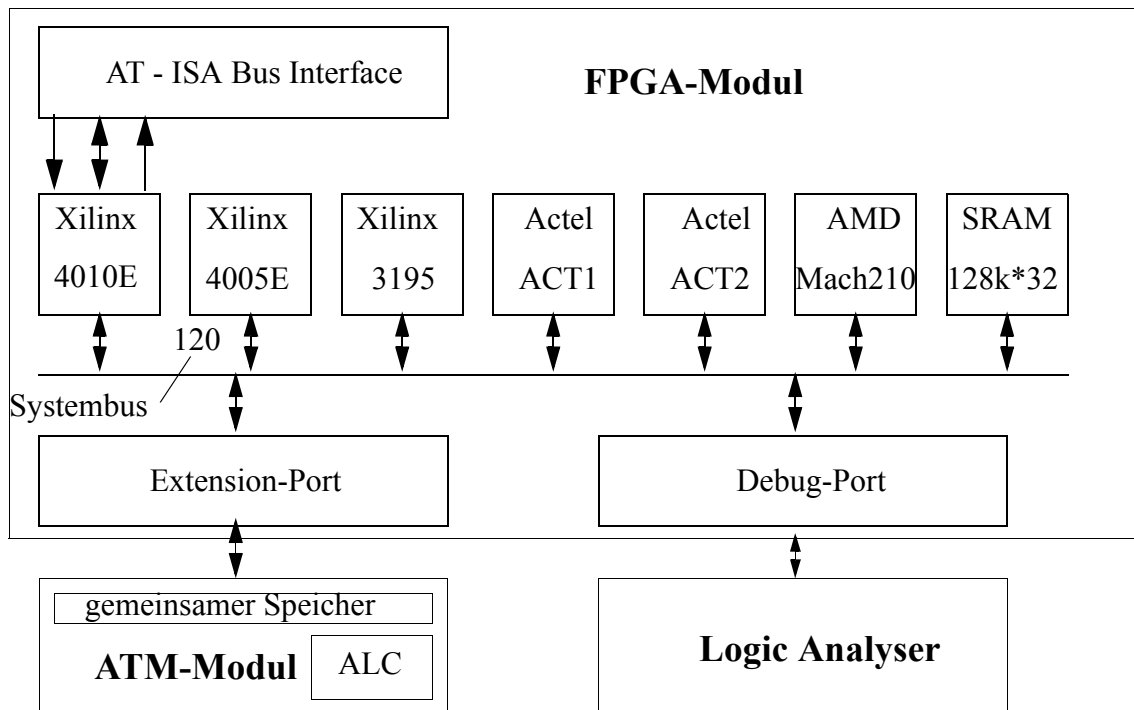 AT - ISA Bus Interface
FPGA-Modul
Xilinx
4010E
Xilinx
4005E
Xilinx
3195
Actel
ACT1
Actel
ACT2
AMD
Mach210
SRAM
128k*32
120
Systembus
Extension-Port
Debug-Port
gemeinsamer Speicher
ATM-Modul
ALC
Logic Analyser